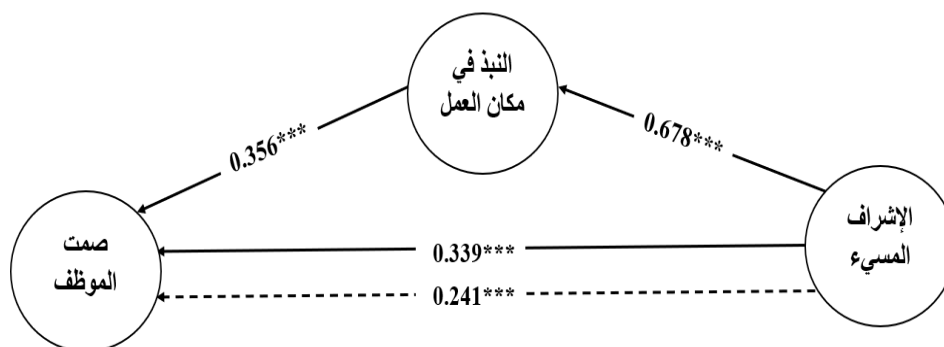 النبذ في
مكان العمل
0.678***
0.356***
الإشراف
المسيء
صمت
الموظف
0.339***
0.241***